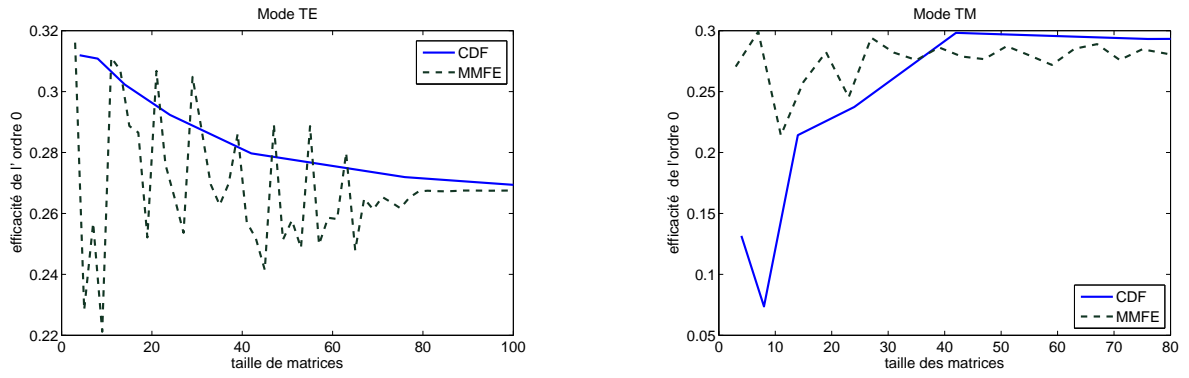 Mode TE
0.32
0.3
0.28
0.26
0.24
0.22
efficacité de l' ordre 0
0 20 40 60 80 100
taille de matrices
CDF
MMFE
Mode TM
0.3
0.25
0.2
0.15
0.1
0.05
efficacité de l'ordre 0
0 10 20 30 40 50 60 70 80
taille des matrices
CDF
MMFE